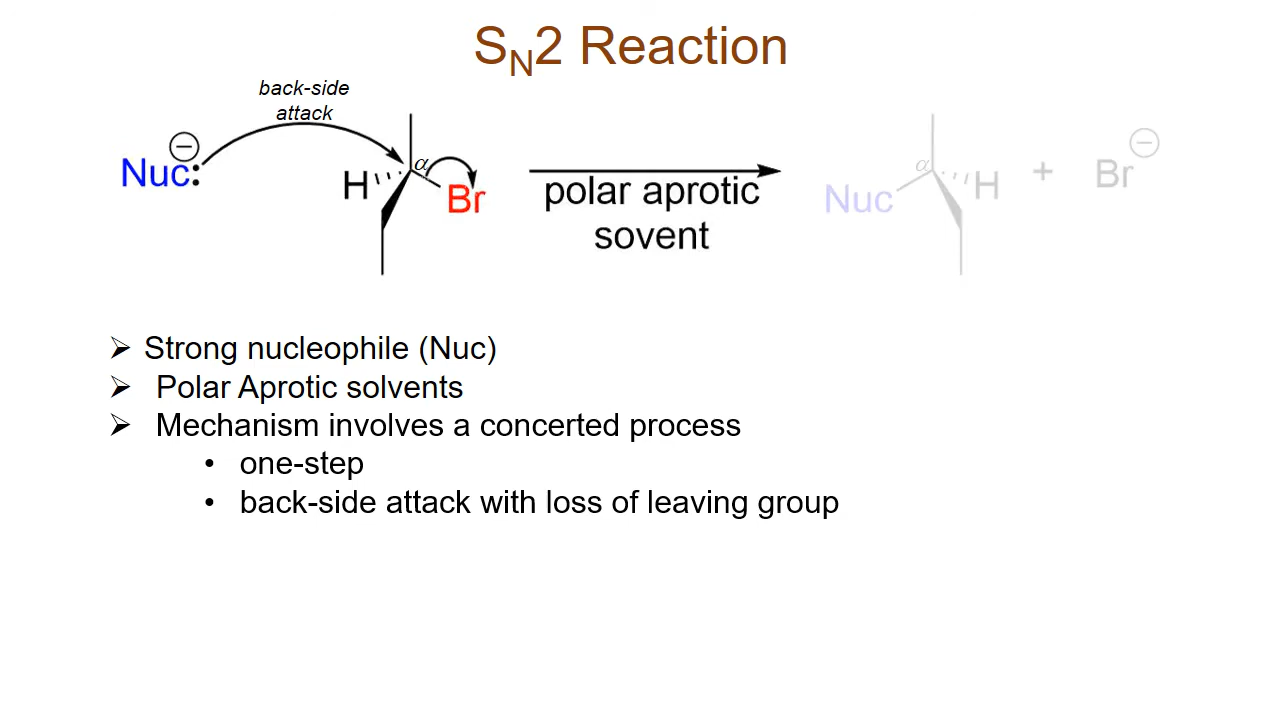 S_N2 Reaction
back-side
attack
Nuc:
⊖
H
α
Br
polar aprotic
sovent
Nuc
α
H
+
Br
⊖
➢ Strong nucleophile (Nuc)
➢ Polar Aprotic solvents
➢ Mechanism involves a concerted process
• one-step
• back-side attack with loss of leaving group